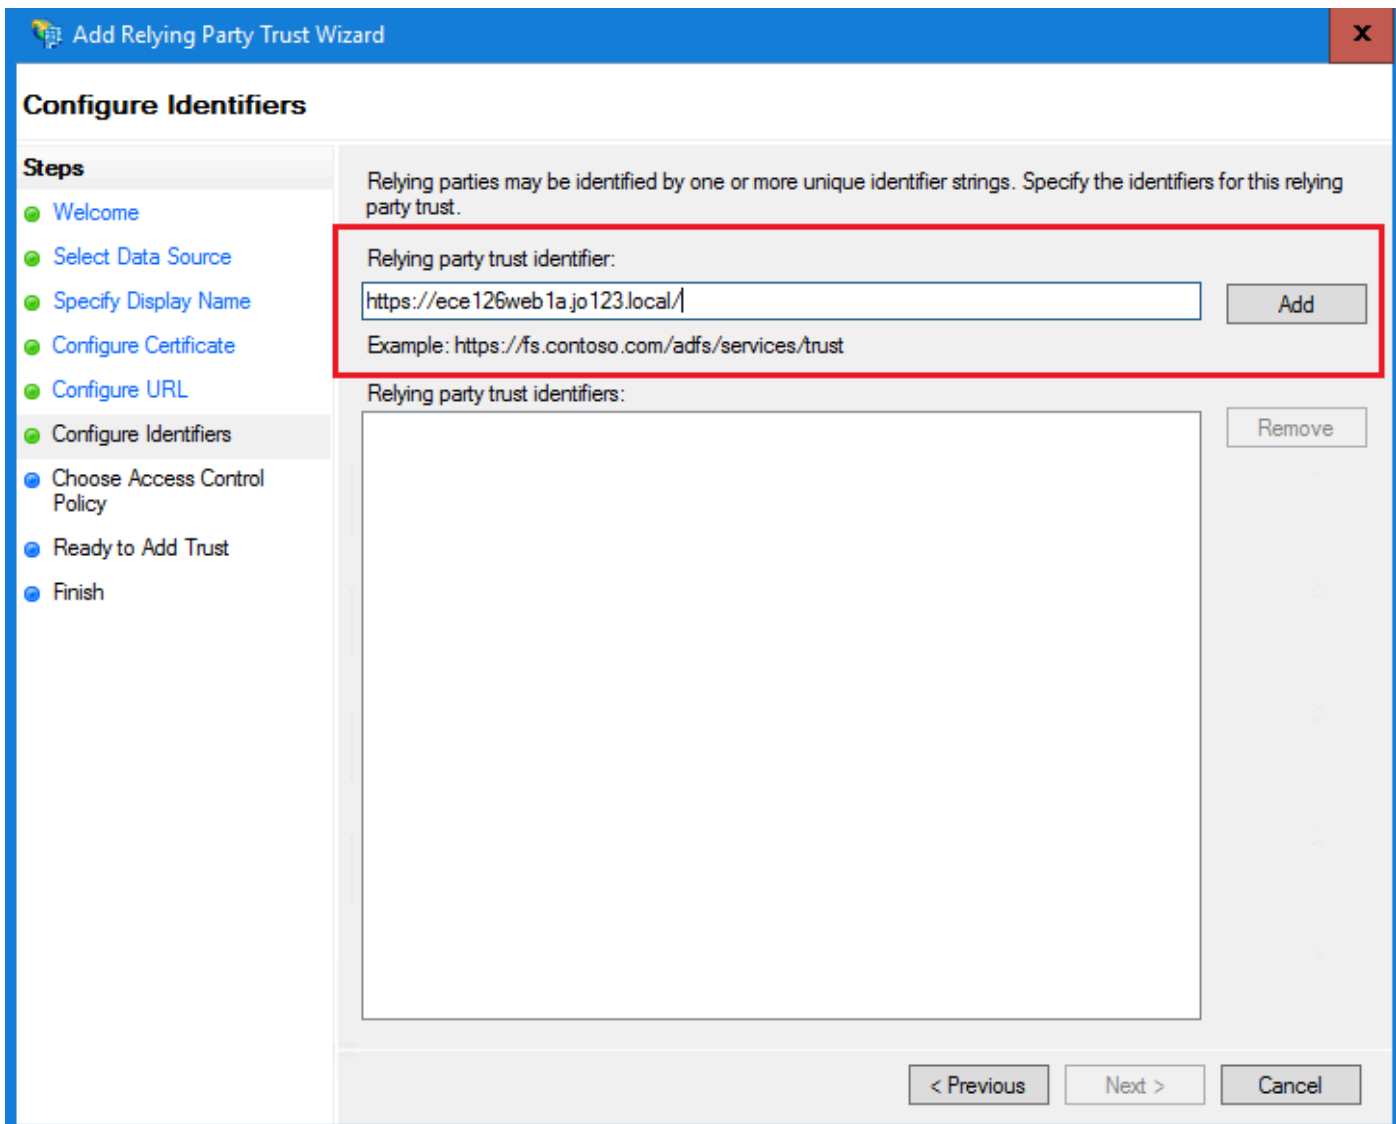 Add Relying Party Trust Wizard
x
Configure Identifiers
Steps
Welcome
Select Data Source
Specify Display Name
Configure Certificate
Configure URL
Configure Identifiers
Choose Access Control
Policy
Ready to Add Trust
Finish
Relying parties may be identified by one or more unique identifier strings. Specify the identifiers for this relying
party trust.
Relying party trust identifier:
https://ece126web1a.jo123.local/
Add
Example: https://fs.contoso.com/adfs/services/trust
Relying party trust identifiers:
Remove
< Previous
Next >
Cancel